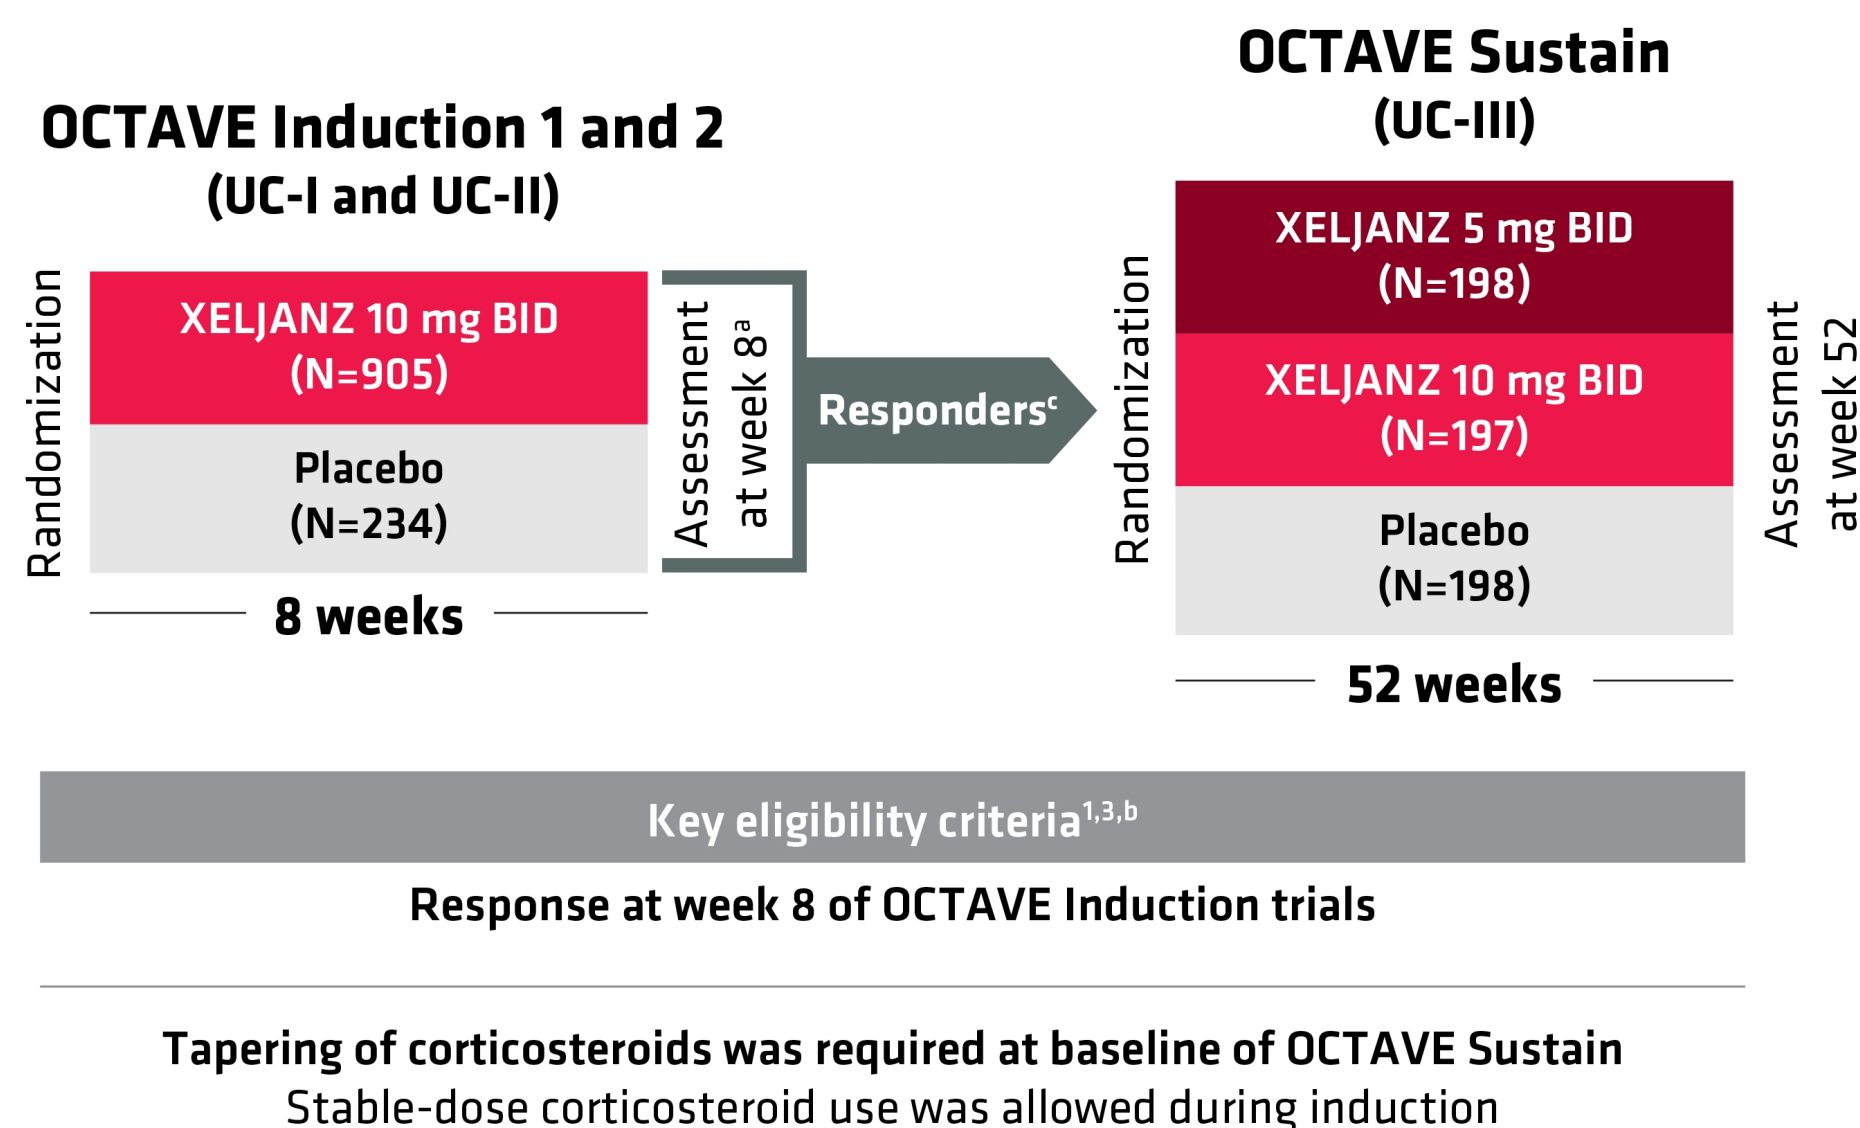 OCTAVE Induction 1 and 2
(UC-I and UC-II)
Randomization
XELJANZ 10 mg BID
(N=905)
Placebo
(N=234)
8 weeks
Assessment
at week 8ᵃ
Respondersᶜ
OCTAVE Sustain
(UC-III)
Randomization
XELJANZ 5 mg BID
(N=198)
XELJANZ 10 mg BID
(N=197)
Placebo
(N=198)
52 weeks
Assessment
at week 52
Key eligibility criteria¹,³,ᵇ
Response at week 8 of OCTAVE Induction trials
Tapering of corticosteroids was required at baseline of OCTAVE Sustain
Stable-dose corticosteroid use was allowed during induction